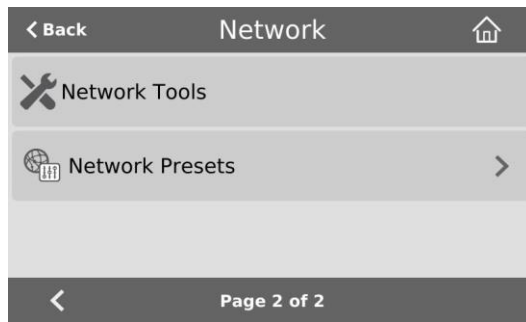 Back Network
Network Tools
Network Presets
Page 2 of 2